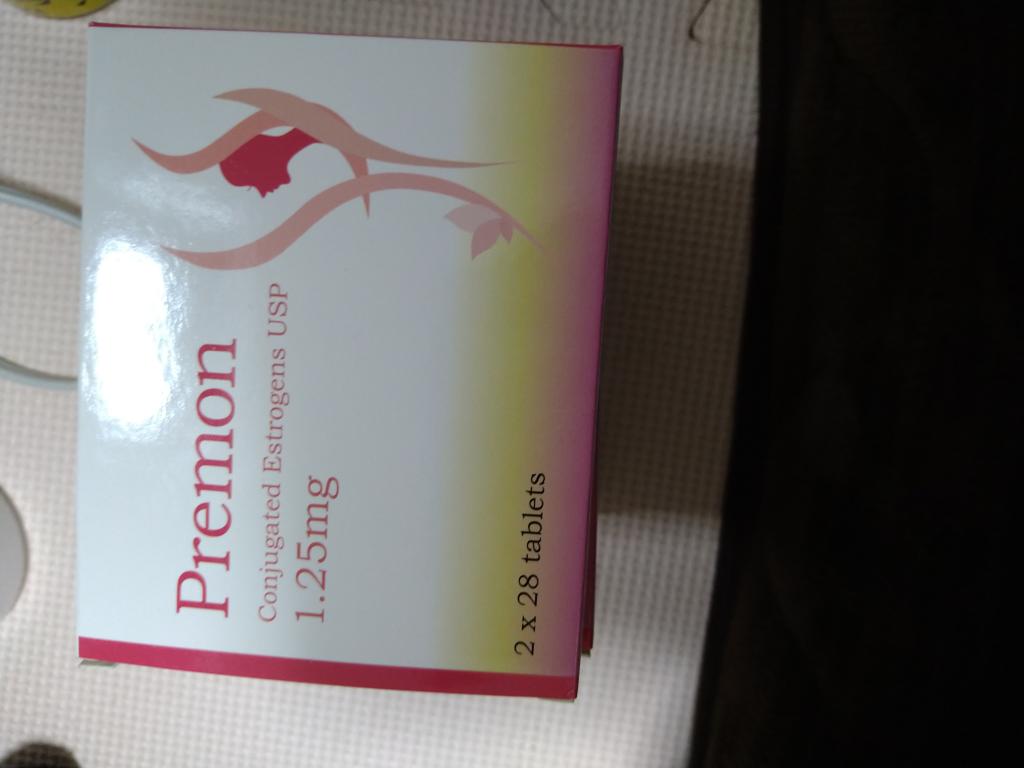 Premon
Conjugated Estrogens USP
1.25mg
2 x 28 tablets